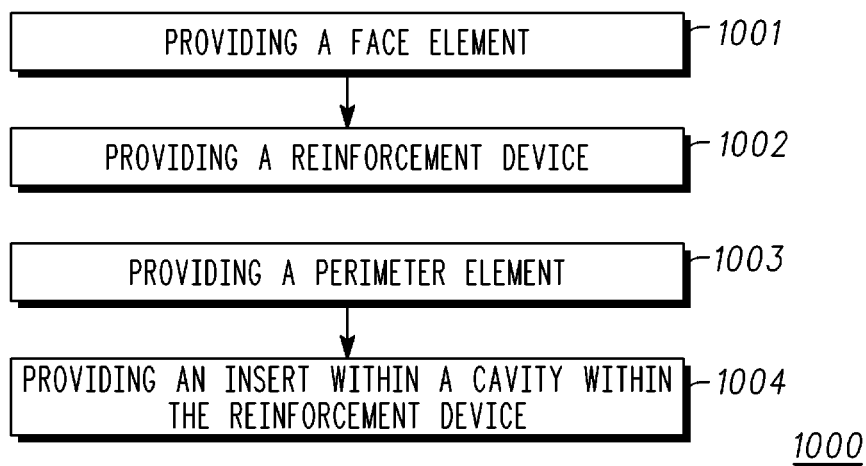 PROVIDING A FACE ELEMENT 1001
PROVIDING A REINFORCEMENT DEVICE 1002
PROVIDING A PERIMETER ELEMENT 1003
PROVIDING AN INSERT WITHIN A CAVITY WITHIN 1004
THE REINFORCEMENT DEVICE
1000